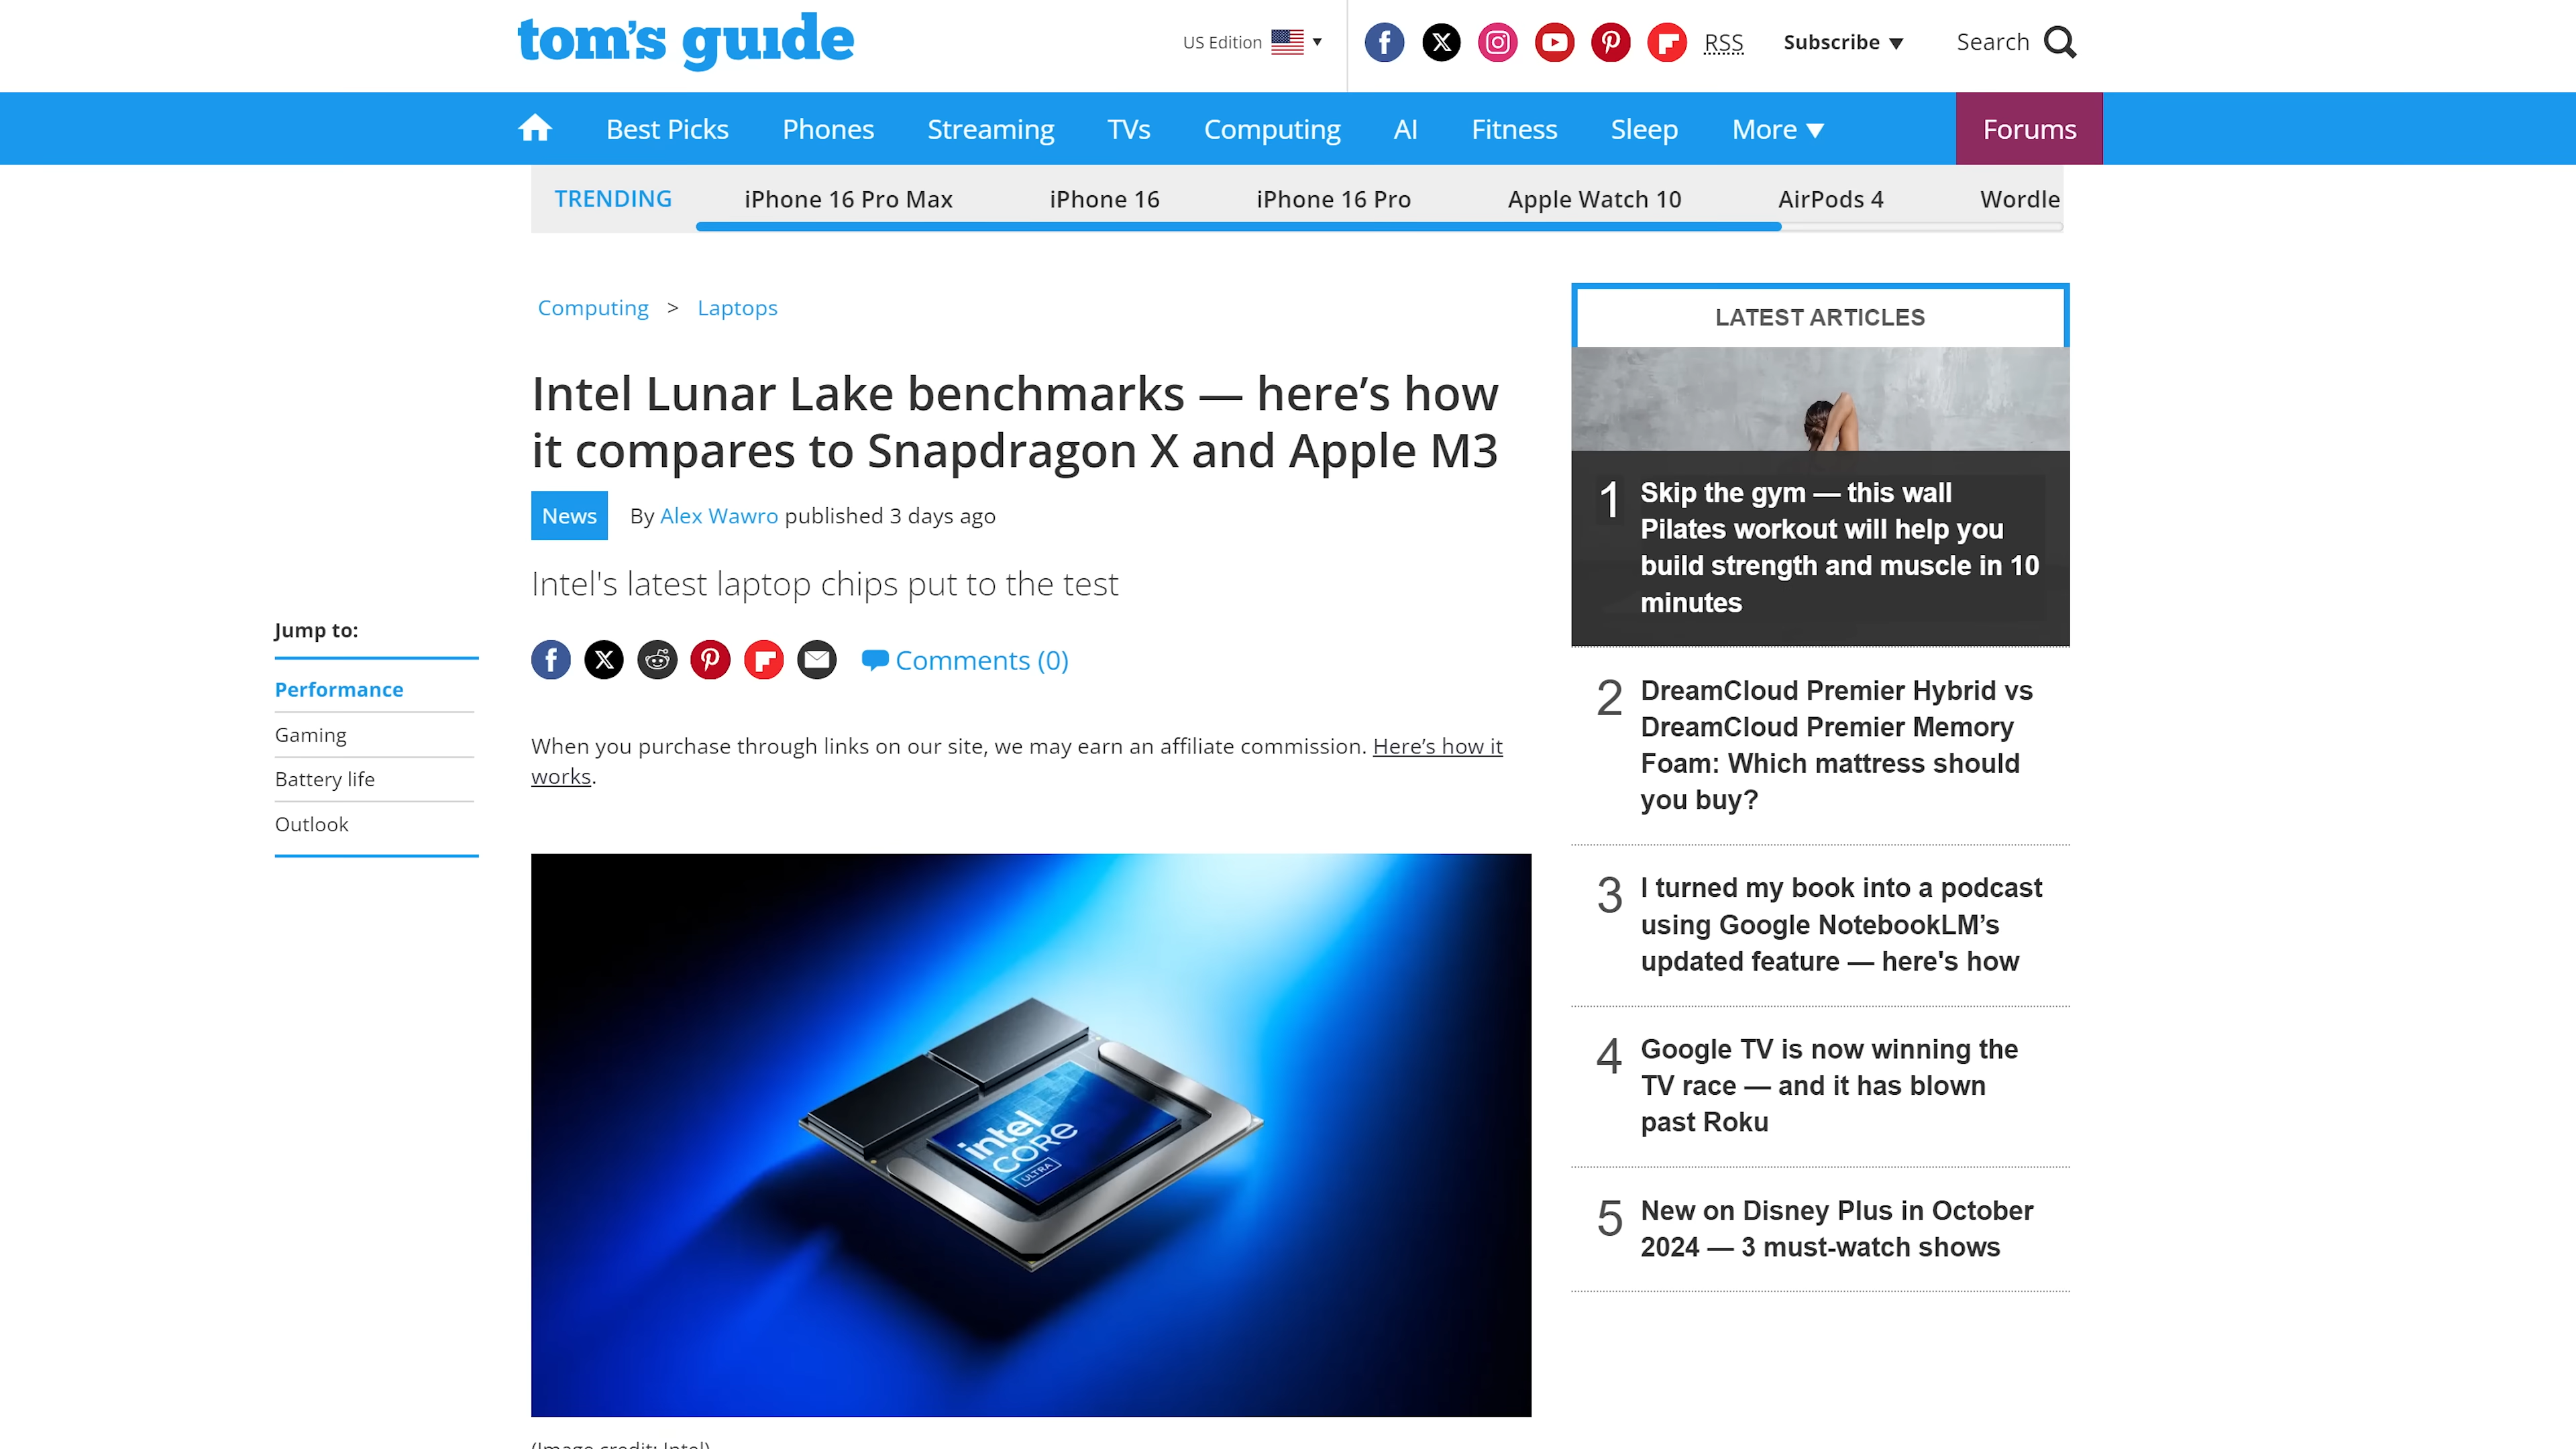 tom's guide
US Edition
RSS
Subscribe
Search
Best Picks
Phones
Streaming
TVs
Computing
AI
Fitness
Sleep
More
Forums
TRENDING
iPhone 16 Pro Max
iPhone 16
iPhone 16 Pro
Apple Watch 10
AirPods 4
Wordle
Computing > Laptops
Intel Lunar Lake benchmarks — here’s how
it compares to Snapdragon X and Apple M3
News
By Alex Wawro published 3 days ago
Intel's latest laptop chips put to the test
Comments (0)
When you purchase through links on our site, we may earn an affiliate commission. Here’s how it
works.
Jump to:
Performance
Gaming
Battery life
Outlook
intel
CORE
ULTRA
(Image credit: Intel)
LATEST ARTICLES
1
Skip the gym — this wall
Pilates workout will help you
build strength and muscle in 10
minutes
2
DreamCloud Premier Hybrid vs
DreamCloud Premier Memory
Foam: Which mattress should
you buy?
3
I turned my book into a podcast
using Google NotebookLM’s
updated feature — here's how
4
Google TV is now winning the
TV race — and it has blown
past Roku
5
New on Disney Plus in October
2024 — 3 must-watch shows